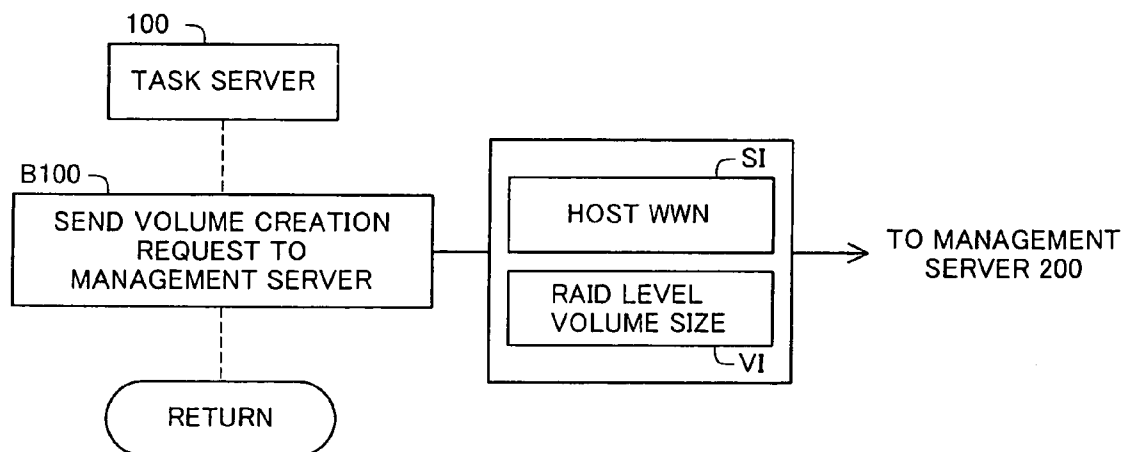 100
TASK SERVER
B100
SEND VOLUME CREATION
REQUEST TO
MANAGEMENT SERVER
SI
HOST WWN
RAID LEVEL
VOLUME SIZE
VI
TO MANAGEMENT
SERVER 200
RETURN